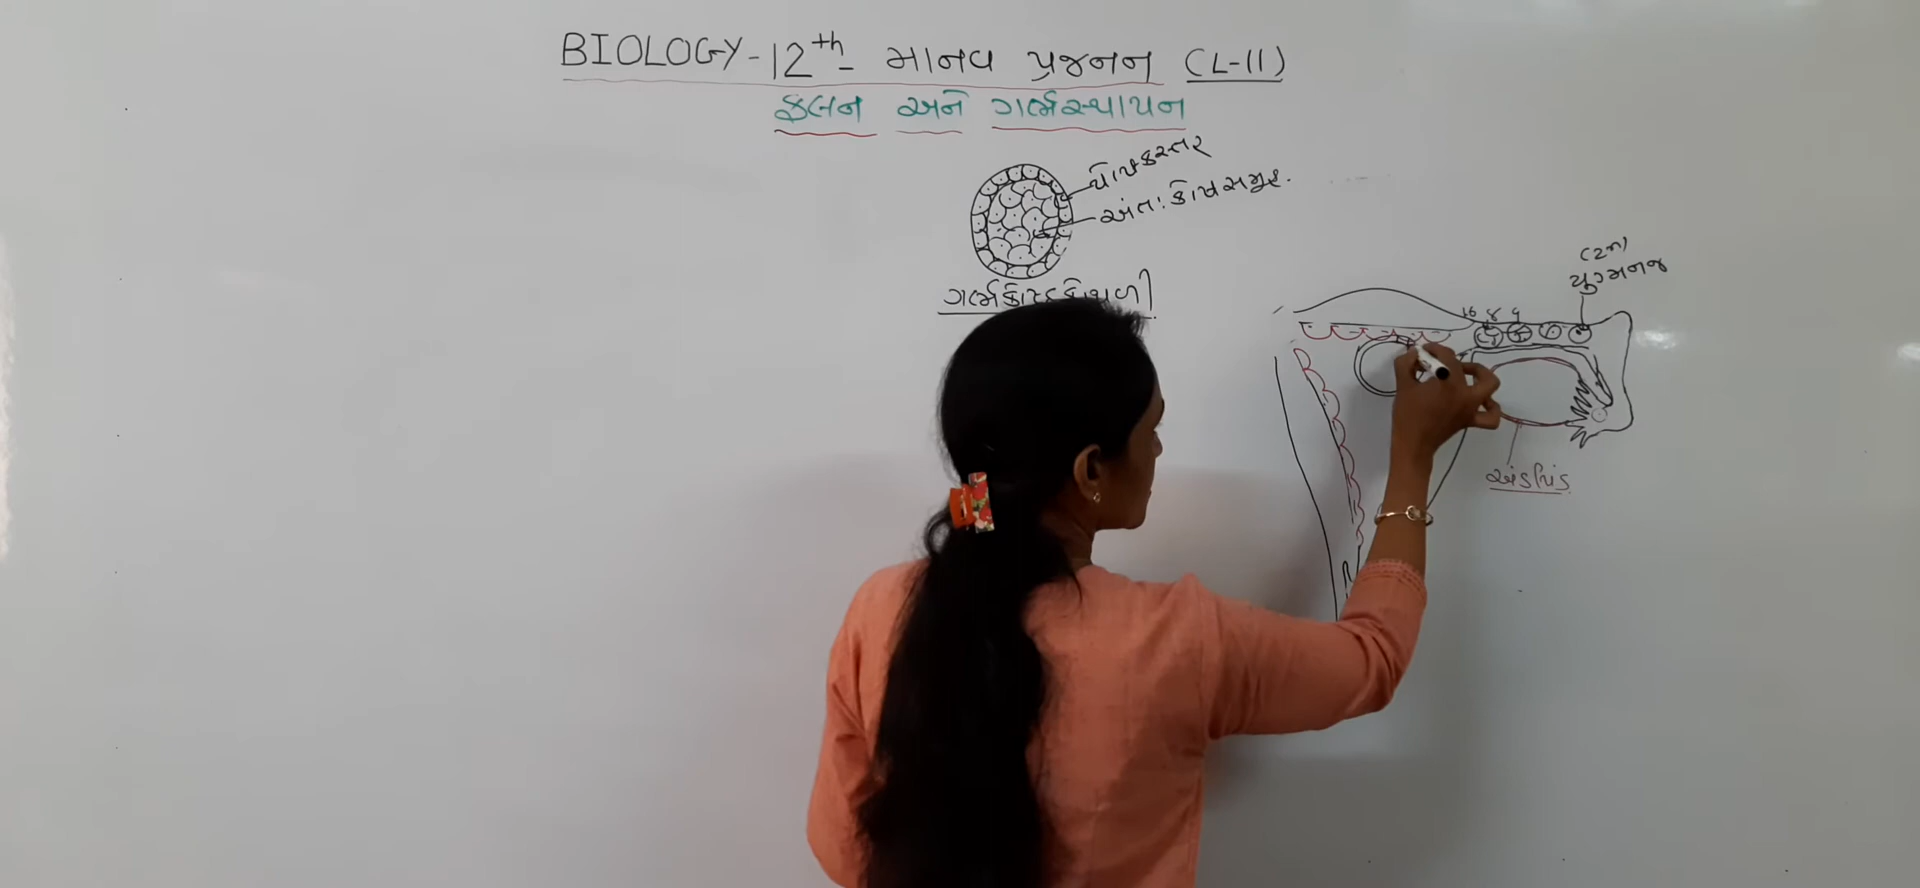 BIOLOGY-12th માનવ પ્રજનન (L-11)
ફલન અને ગર્ભસ્થાપન
પોષકસ્તર
અંતઃકોષસમૂહ.
ગર્ભકોષ્ઠ કોથળી
(2n)
યુગ્મનજ
16 8 4
અંડપિંડ